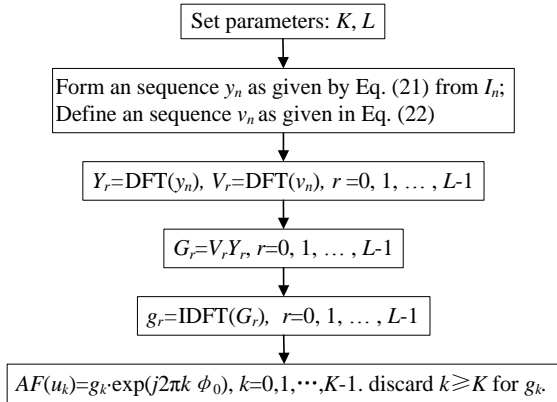 Set parameters: K, L
Form an sequence yₙ as given by Eq. (21) from Iₙ;
Define an sequence vₙ as given in Eq. (22)
Yᵣ=DFT(yₙ), Vᵣ=DFT(vₙ), r =0, 1, … , L-1
Gᵣ=VᵣYᵣ, r=0, 1, … , L-1
gᵣ=IDFT(Gᵣ), r=0, 1, … , L-1
AF(uₖ)=gₖ·exp(j2πk ϕ₀), k=0,1,⋯,K-1. discard k≥K for gₖ.